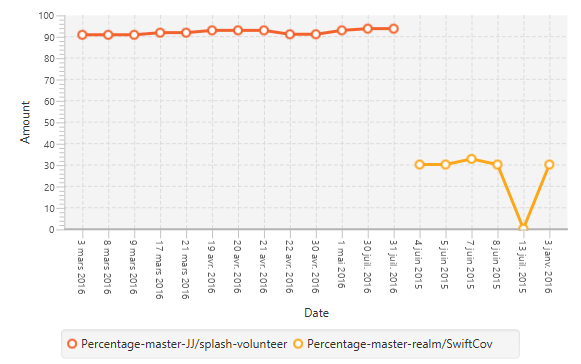 100
90
80
70
60
50
40
30
20
10
0
Amount
3 mars 2016
8 mars 2016
9 mars 2016
17 mars 2016
21 mars 2016
19 avr. 2016
20 avr. 2016
21 avr. 2016
22 avr. 2016
30 avr. 2016
1 mai 2016
30 juil. 2016
31 juil. 2016
4 juin 2015
5 juin 2015
7 juin 2015
8 juin 2015
13 juil. 2015
3 janv. 2016
Date
Percentage-master-JJ/splash-volunteer Percentage-master-realm/SwiftCov